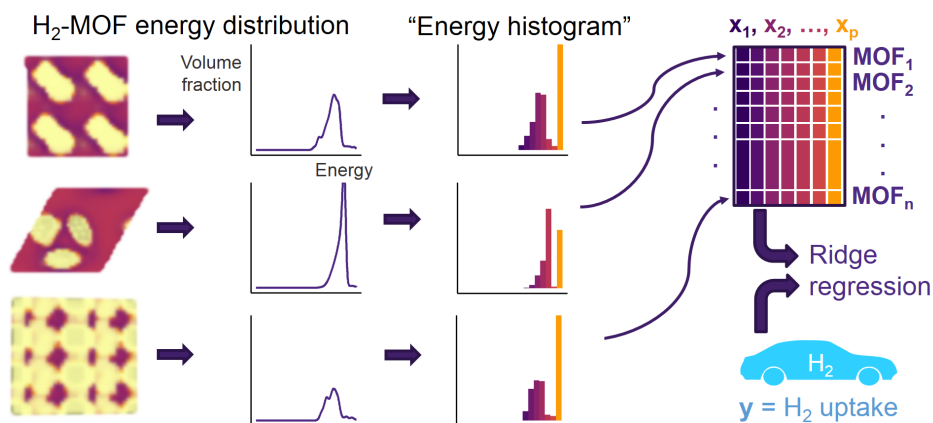 H₂-MOF energy distribution
“Energy histogram”
x₁, x₂, ..., xₚ
Volume
fraction
MOF₁
MOF₂
.
.
.
.
.
.
Energy
MOFₙ
Ridge
regression
H₂
y = H₂ uptake